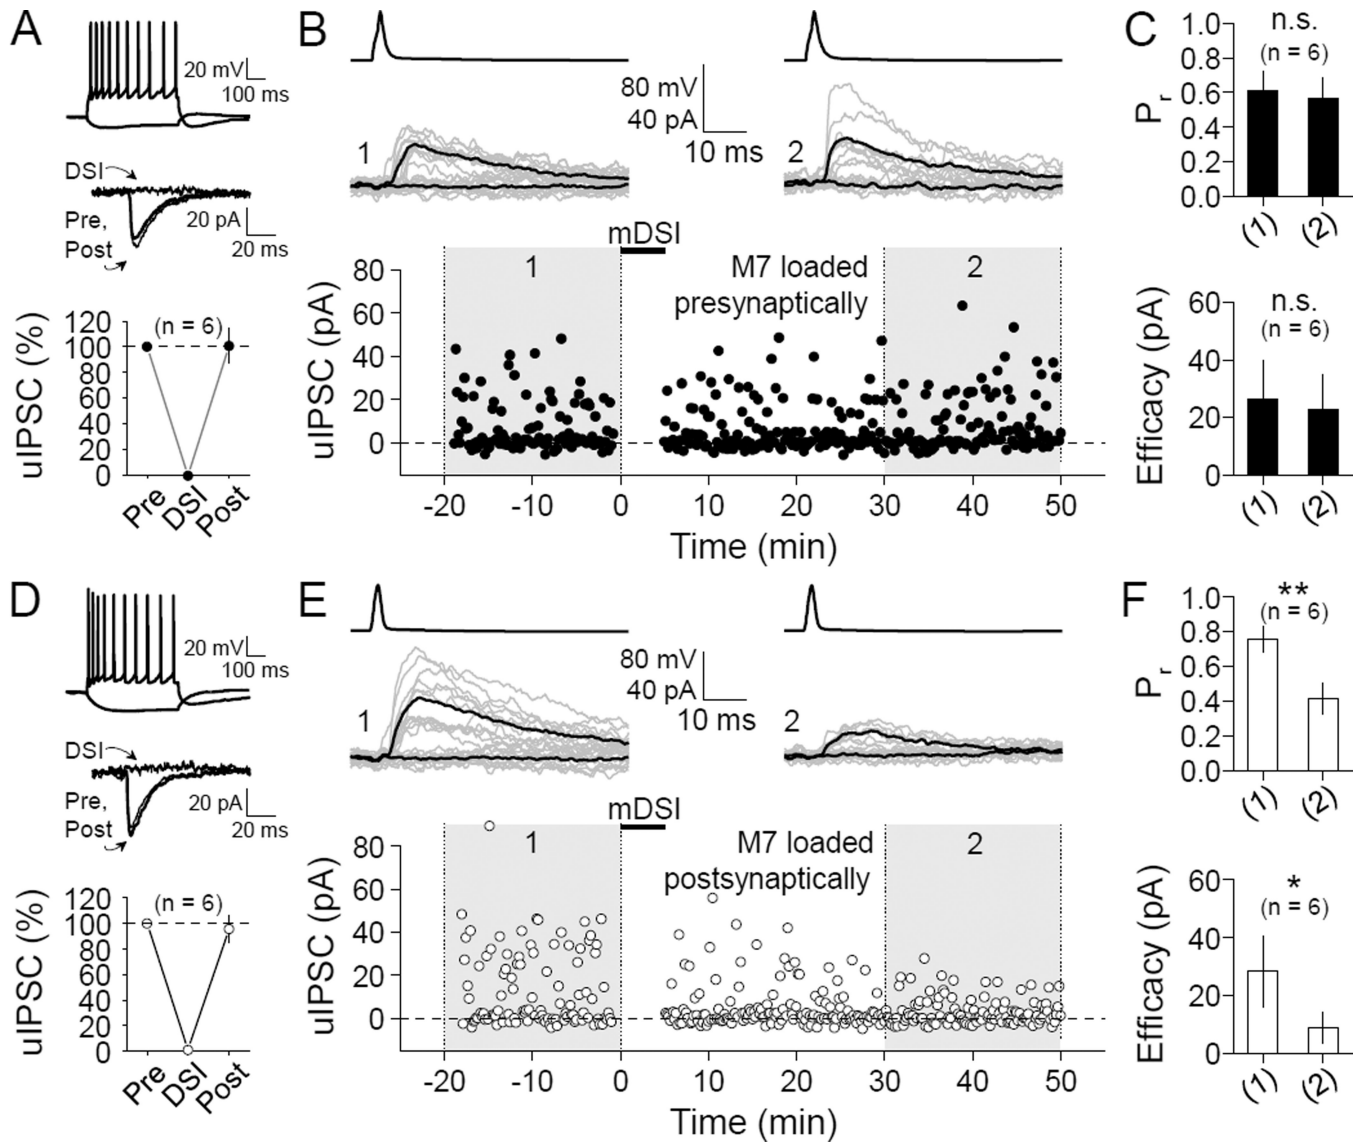 A
20 mV
100 ms
DSI
Pre,
Post
20 pA
20 ms
uIPSC (%)
120
100
80
60
40
20
0
(n = 6)
Pre
DSI
Post
B
80 mV
40 pA
10 ms
1
2
mDSI
1
M7 loaded
presynaptically
2
uIPSC (pA)
80
60
40
20
0
-20
-10
0
10
20
30
40
50
Time (min)
C
n.s.
(n = 6)
Pr
1.0
0.8
0.6
0.4
0.2
0.0
(1)
(2)
n.s.
(n = 6)
Efficacy (pA)
60
40
20
0
(1)
(2)
D
20 mV
100 ms
DSI
Pre,
Post
20 pA
20 ms
uIPSC (%)
120
100
80
60
40
20
0
(n = 6)
Pre
DSI
Post
E
80 mV
40 pA
10 ms
1
2
mDSI
1
M7 loaded
postsynaptically
2
uIPSC (pA)
80
60
40
20
0
-20
-10
0
10
20
30
40
50
Time (min)
F
**
(n = 6)
Pr
1.0
0.8
0.6
0.4
0.2
0.0
(1)
(2)
*
(n = 6)
Efficacy (pA)
60
40
20
0
(1)
(2)